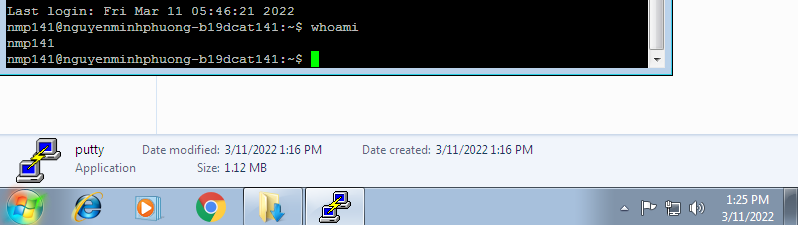 Last login: Fri Mar 11 05:46:21 2022
nmp141@nguyenminhphuong-b19dcat141:~$ whoami
nmp141
nmp141@nguyenminhphuong-b19dcat141:~$
putty Date modified: 3/11/2022 1:16 PM Date created: 3/11/2022 1:16 PM
Application Size: 1.12 MB
1:25 PM
3/11/2022